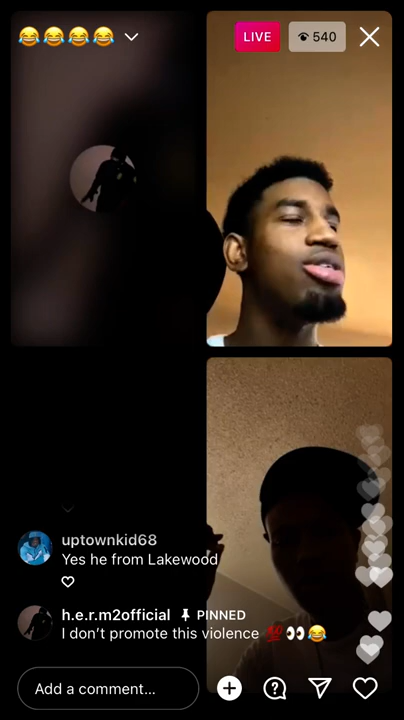 😂😂😂😂
LIVE
540
uptownkid68
Yes he from Lakewood
h.e.r.m2official PINNED
I don't promote this violence 💯👀😂
Add a comment...